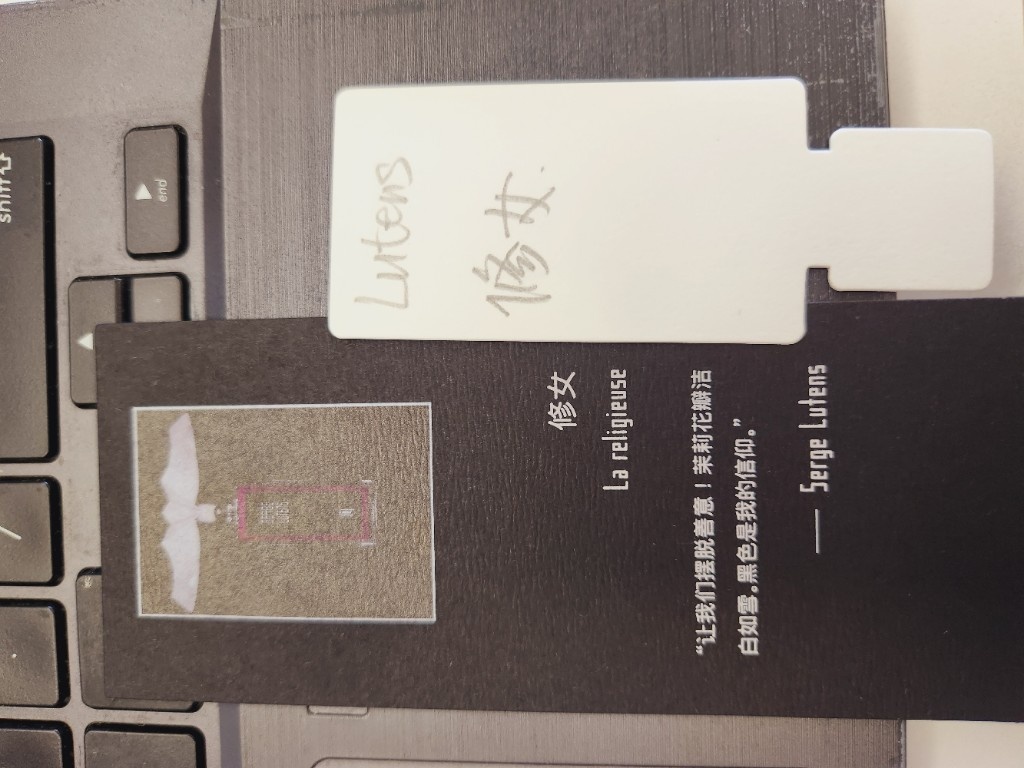 Lutens
修女.
修女
La religieuse
“让我们摆脱善意！茉莉花瓣洁
白如雪。黑色是我的信仰。”
—— Serge Lutens
end
shift